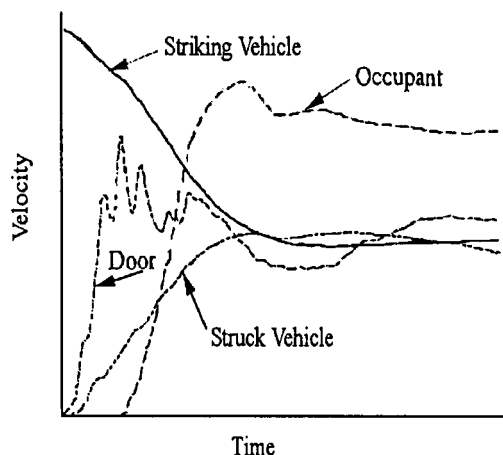 Striking Vehicle
Occupant
Velocity
Door
Struck Vehicle
Time